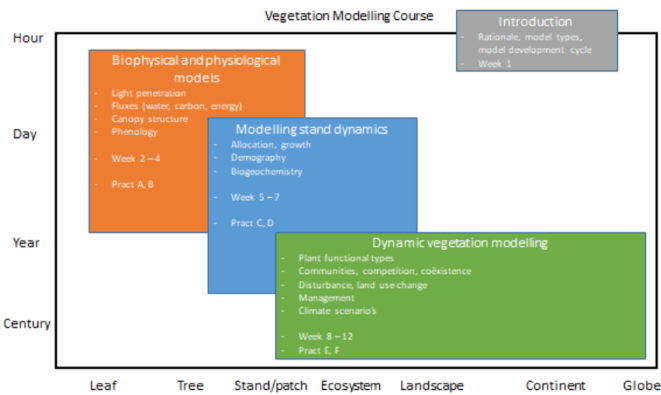 Vegetation Modelling Course
Introduction
- Rationale, model types,
model development cycle
- Week 1
Hour
Day
Year
Century
Biophysical and physiological
models
- Light penetration
- Fluxes (water, carbon, energy)
- Canopy structure
- Phenology
- Week 2 – 4
- Pract A, B
Modelling stand dynamics
- Allocation, growth
- Demography
- Biogeochemistry
- Week 5 – 7
- Pract C, D
Dynamic vegetation modelling
- Plant functional types
- Communities, competition, coëxistence
- Disturbance, land use change
- Management
- Climate scenario's
- Week 8 – 12
- Pract E, F
Leaf Tree Stand/patch Ecosystem Landscape Continent Globe